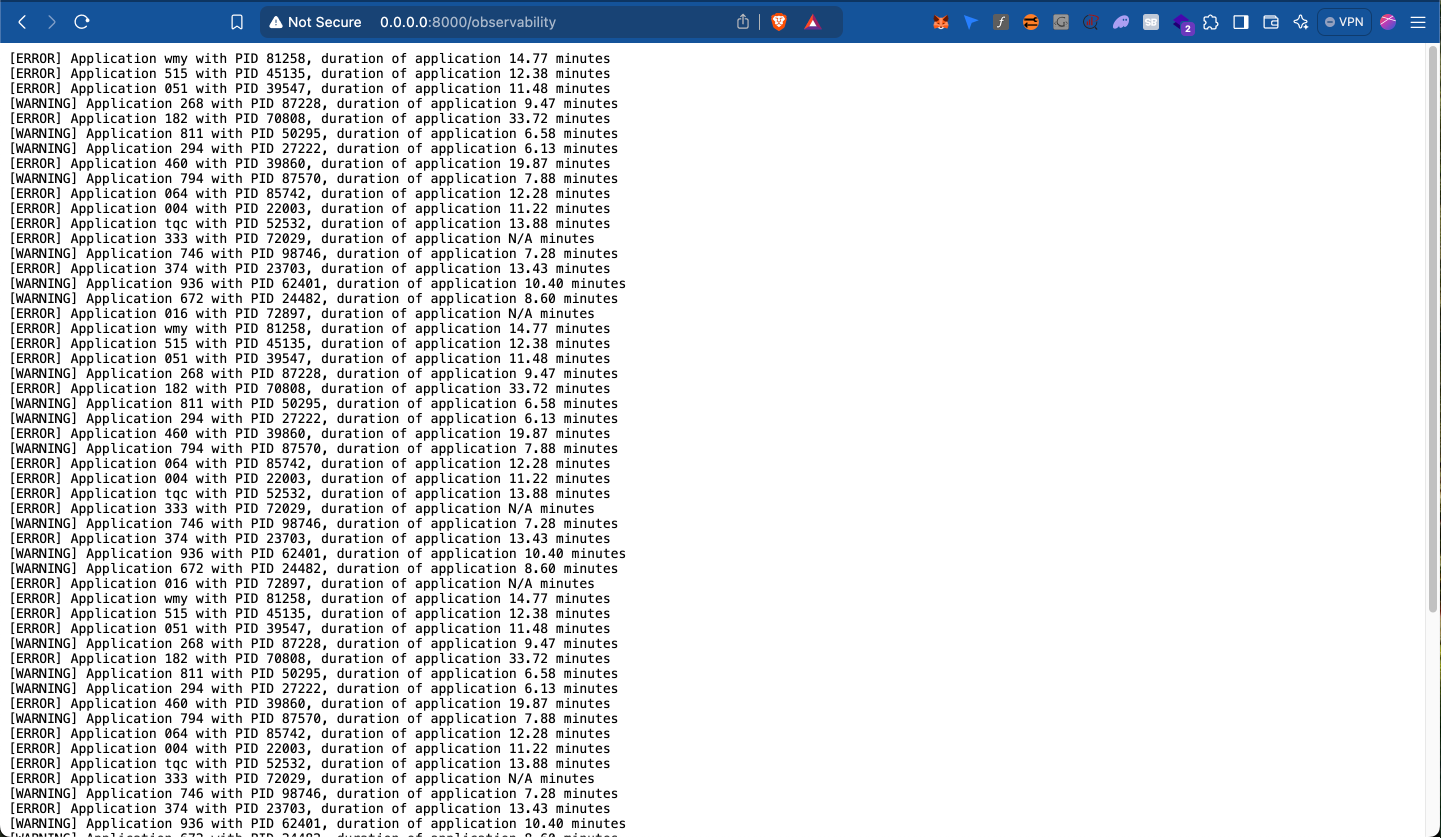 Not Secure 0.0.0.0:8000/observability
2
VPN
[ERROR] Application wmy with PID 81258, duration of application 14.77 minutes
[ERROR] Application 515 with PID 45135, duration of application 12.38 minutes
[ERROR] Application 051 with PID 39547, duration of application 11.48 minutes
[WARNING] Application 268 with PID 87228, duration of application 9.47 minutes
[ERROR] Application 182 with PID 70808, duration of application 33.72 minutes
[WARNING] Application 811 with PID 50295, duration of application 6.58 minutes
[WARNING] Application 294 with PID 27222, duration of application 6.13 minutes
[ERROR] Application 460 with PID 39860, duration of application 19.87 minutes
[WARNING] Application 794 with PID 87570, duration of application 7.88 minutes
[ERROR] Application 064 with PID 85742, duration of application 12.28 minutes
[ERROR] Application 004 with PID 22003, duration of application 11.22 minutes
[ERROR] Application tqc with PID 52532, duration of application 13.88 minutes
[ERROR] Application 333 with PID 72029, duration of application N/A minutes
[WARNING] Application 746 with PID 98746, duration of application 7.28 minutes
[ERROR] Application 374 with PID 23703, duration of application 13.43 minutes
[WARNING] Application 936 with PID 62401, duration of application 10.40 minutes
[WARNING] Application 672 with PID 24482, duration of application 8.60 minutes
[ERROR] Application 016 with PID 72897, duration of application N/A minutes
[ERROR] Application wmy with PID 81258, duration of application 14.77 minutes
[ERROR] Application 515 with PID 45135, duration of application 12.38 minutes
[ERROR] Application 051 with PID 39547, duration of application 11.48 minutes
[WARNING] Application 268 with PID 87228, duration of application 9.47 minutes
[ERROR] Application 182 with PID 70808, duration of application 33.72 minutes
[WARNING] Application 811 with PID 50295, duration of application 6.58 minutes
[WARNING] Application 294 with PID 27222, duration of application 6.13 minutes
[ERROR] Application 460 with PID 39860, duration of application 19.87 minutes
[WARNING] Application 794 with PID 87570, duration of application 7.88 minutes
[ERROR] Application 064 with PID 85742, duration of application 12.28 minutes
[ERROR] Application 004 with PID 22003, duration of application 11.22 minutes
[ERROR] Application tqc with PID 52532, duration of application 13.88 minutes
[ERROR] Application 333 with PID 72029, duration of application N/A minutes
[WARNING] Application 746 with PID 98746, duration of application 7.28 minutes
[ERROR] Application 374 with PID 23703, duration of application 13.43 minutes
[WARNING] Application 936 with PID 62401, duration of application 10.40 minutes
[WARNING] Application 672 with PID 24482, duration of application 8.60 minutes
[ERROR] Application 016 with PID 72897, duration of application N/A minutes
[ERROR] Application wmy with PID 81258, duration of application 14.77 minutes
[ERROR] Application 515 with PID 45135, duration of application 12.38 minutes
[ERROR] Application 051 with PID 39547, duration of application 11.48 minutes
[WARNING] Application 268 with PID 87228, duration of application 9.47 minutes
[ERROR] Application 182 with PID 70808, duration of application 33.72 minutes
[WARNING] Application 811 with PID 50295, duration of application 6.58 minutes
[WARNING] Application 294 with PID 27222, duration of application 6.13 minutes
[ERROR] Application 460 with PID 39860, duration of application 19.87 minutes
[WARNING] Application 794 with PID 87570, duration of application 7.88 minutes
[ERROR] Application 064 with PID 85742, duration of application 12.28 minutes
[ERROR] Application 004 with PID 22003, duration of application 11.22 minutes
[ERROR] Application tqc with PID 52532, duration of application 13.88 minutes
[ERROR] Application 333 with PID 72029, duration of application N/A minutes
[WARNING] Application 746 with PID 98746, duration of application 7.28 minutes
[ERROR] Application 374 with PID 23703, duration of application 13.43 minutes
[WARNING] Application 936 with PID 62401, duration of application 10.40 minutes